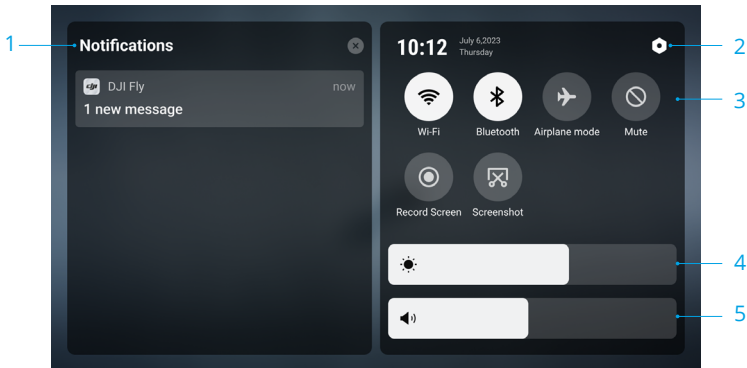 1
Notifications
DJI Fly
now
1 new message
10:12
July 6,2023
Thursday
2
Wi-Fi
Bluetooth
Airplane mode
Mute
3
Record Screen
Screenshot
4
5